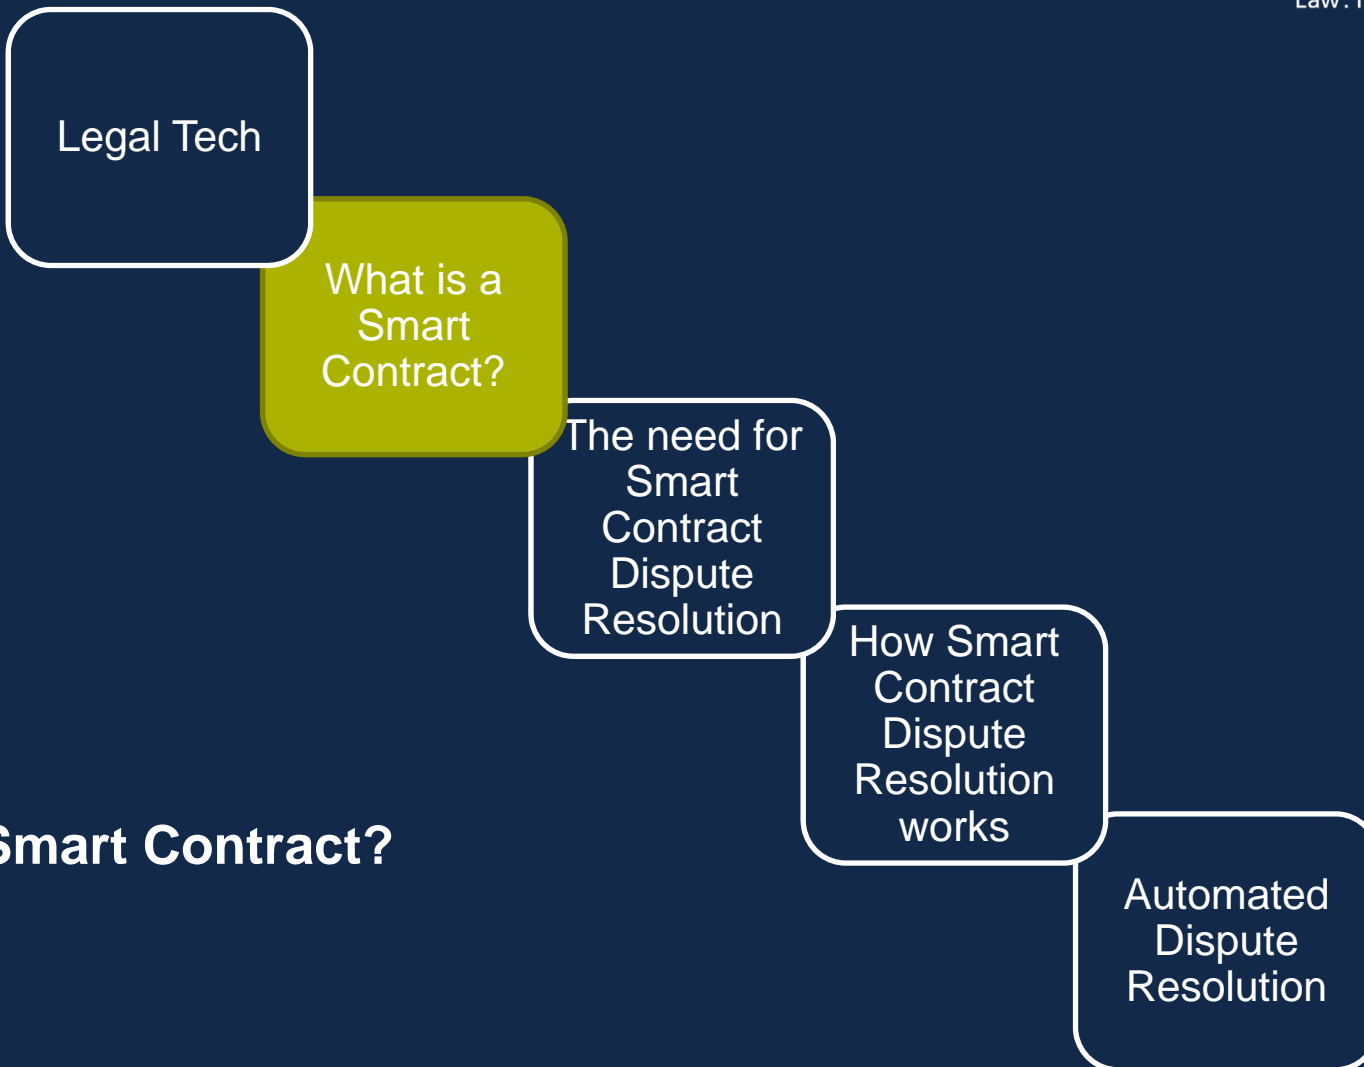 Legal Tech
What is a
Smart
Contract?
The need for
Smart
Contract
Dispute
Resolution
How Smart
Contract
Dispute
Resolution
works
Smart Contract?
Automated
Dispute
Resolution